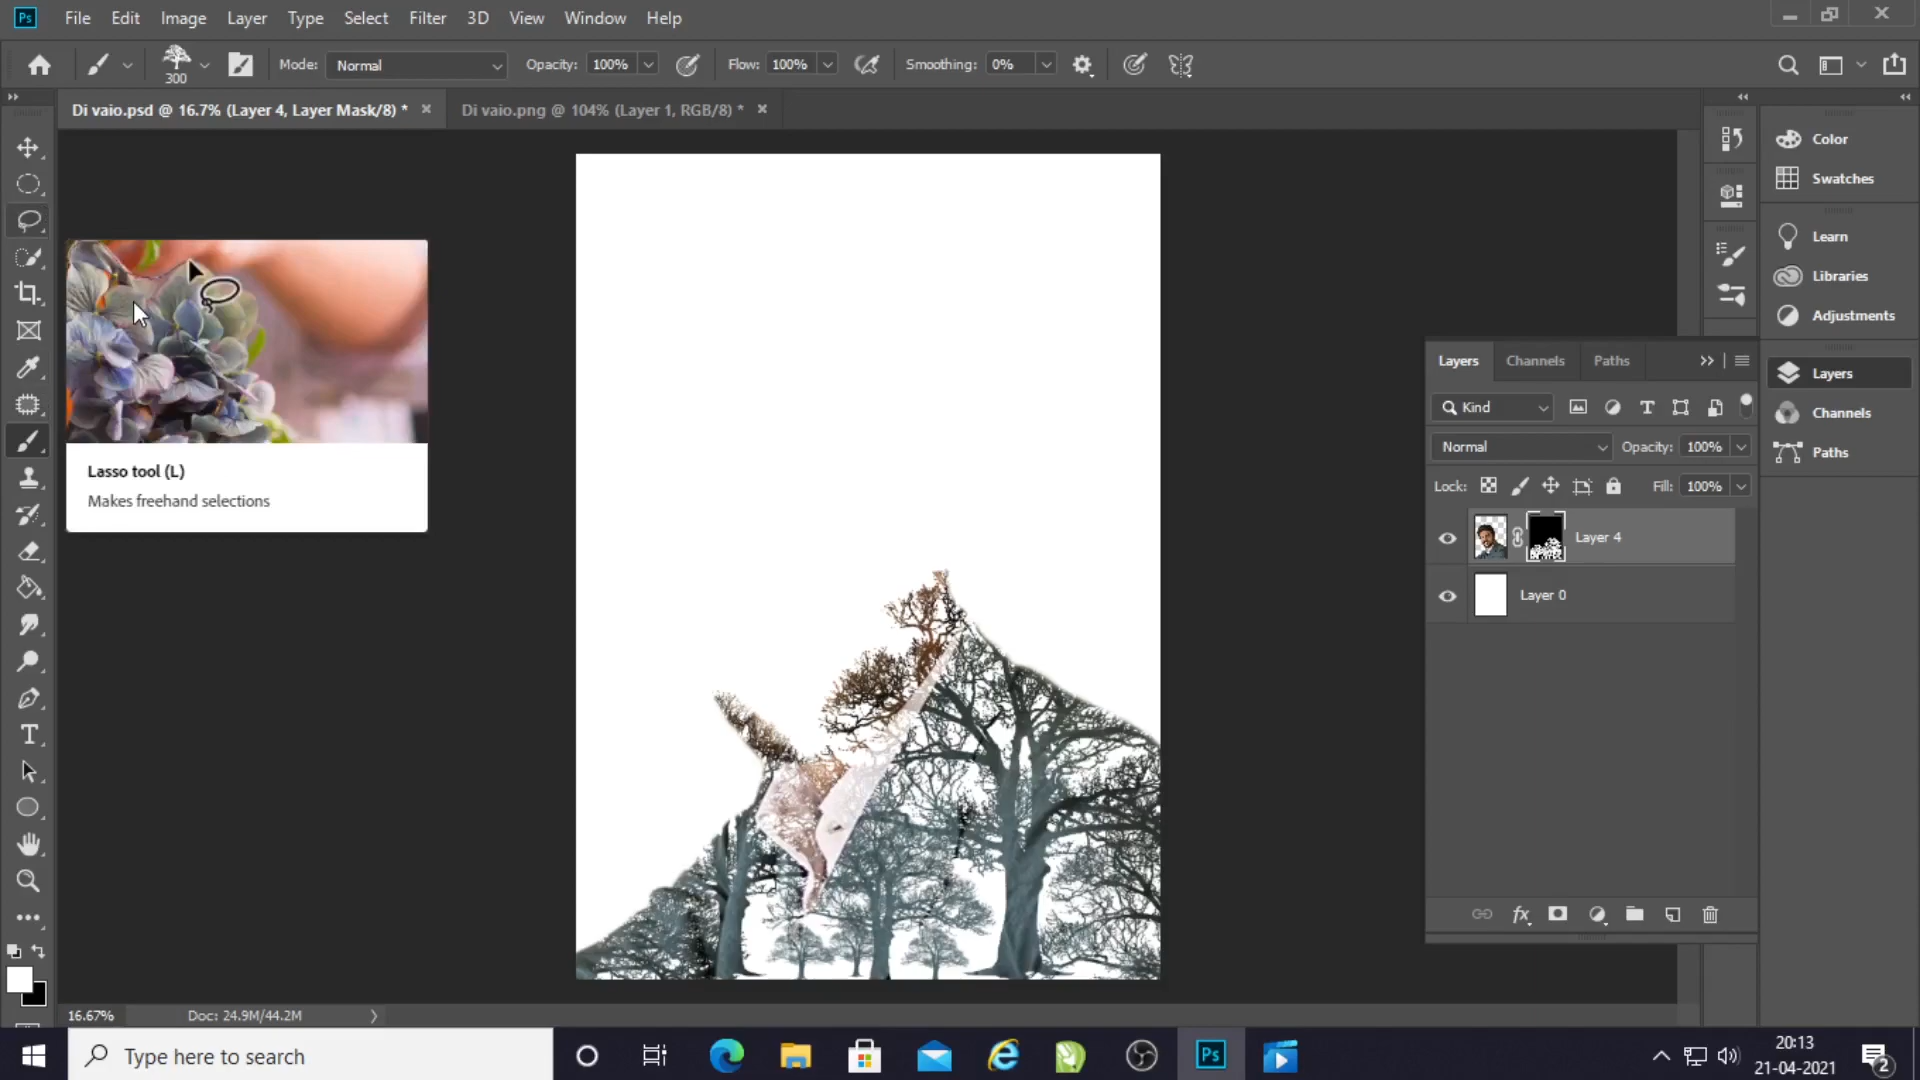 Ps File Edit Image Layer Type Select Filter 3D View Window Help
300 Mode: Normal Opacity: 100% Flow: 100% Smoothing: 0%
Di vaio.psd @ 16.7% (Layer 4, Layer Mask/8) * Di vaio.png @ 104% (Layer 1, RGB/8) *
Color
Swatches
Learn
Libraries
Adjustments
Layers
Channels
Paths
Layers Channels Paths
Kind
Normal Opacity: 100%
Lock: Fill: 100%
Layer 4
Layer 0
Lasso tool (L)
Makes freehand selections
16.67% Doc: 24.9M/44.2M
Type here to search
Ps
20:13
21-04-2021
2